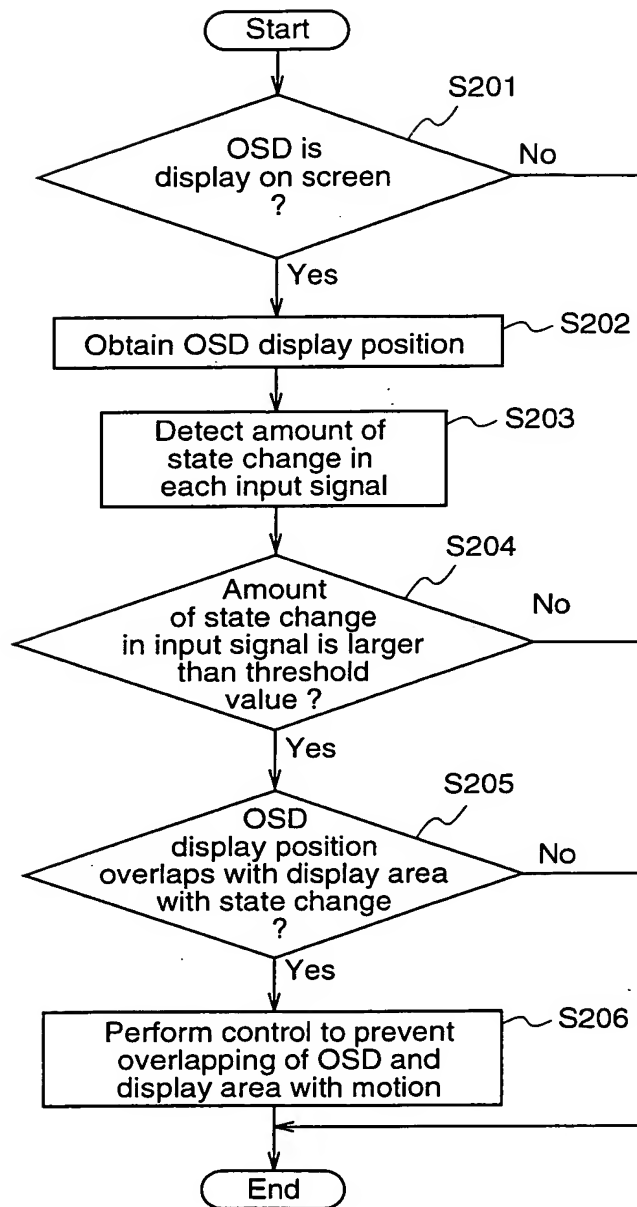 Start
S201
OSD is
display on screen
?
No
Yes
S202
Obtain OSD display position
S203
Detect amount of
state change in
each input signal
S204
Amount
of state change
in input signal is larger
than threshold
value ?
No
Yes
S205
OSD
display position
overlaps with display area
with state change
?
No
Yes
S206
Perform control to prevent
overlapping of OSD and
display area with motion
End